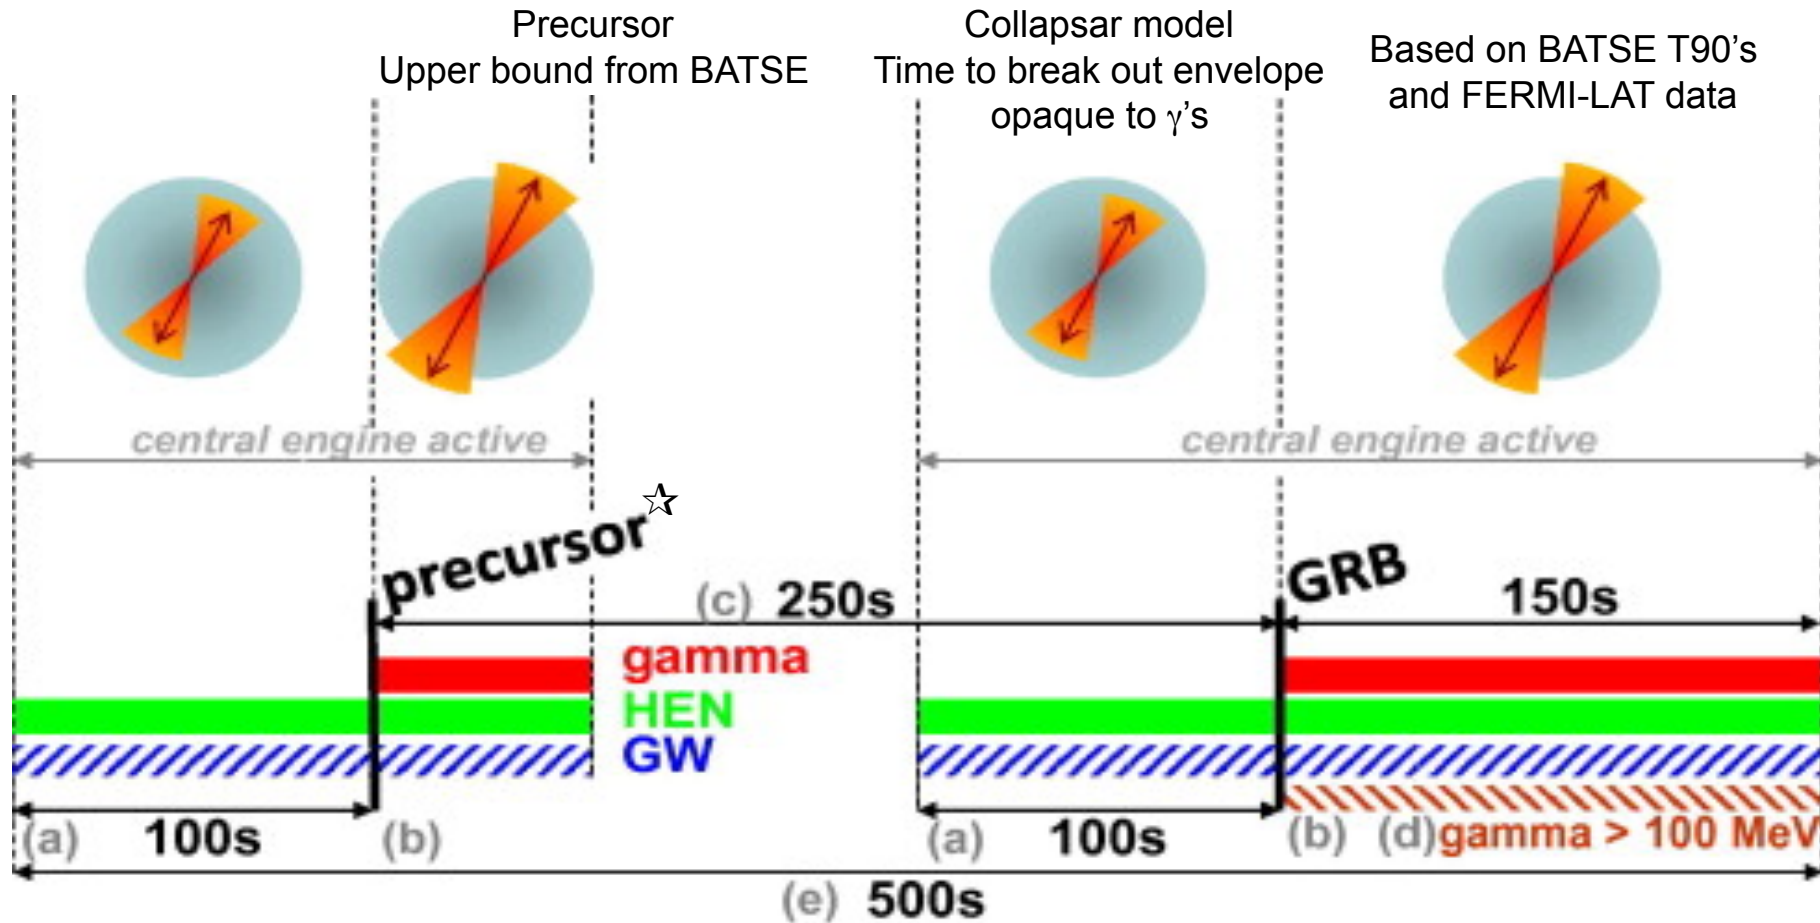 Precursor
Upper bound from BATSE
Collapsar model
Time to break out envelope
opaque to γ's
Based on BATSE T90's
and FERMI-LAT data
central engine active
central engine active
precursor☆
(c) 250s
GRB
150s
gamma
HEN
GW
(a) 100s
(b)
(a) 100s
(b) (d) gamma > 100 MeV
(e) 500s